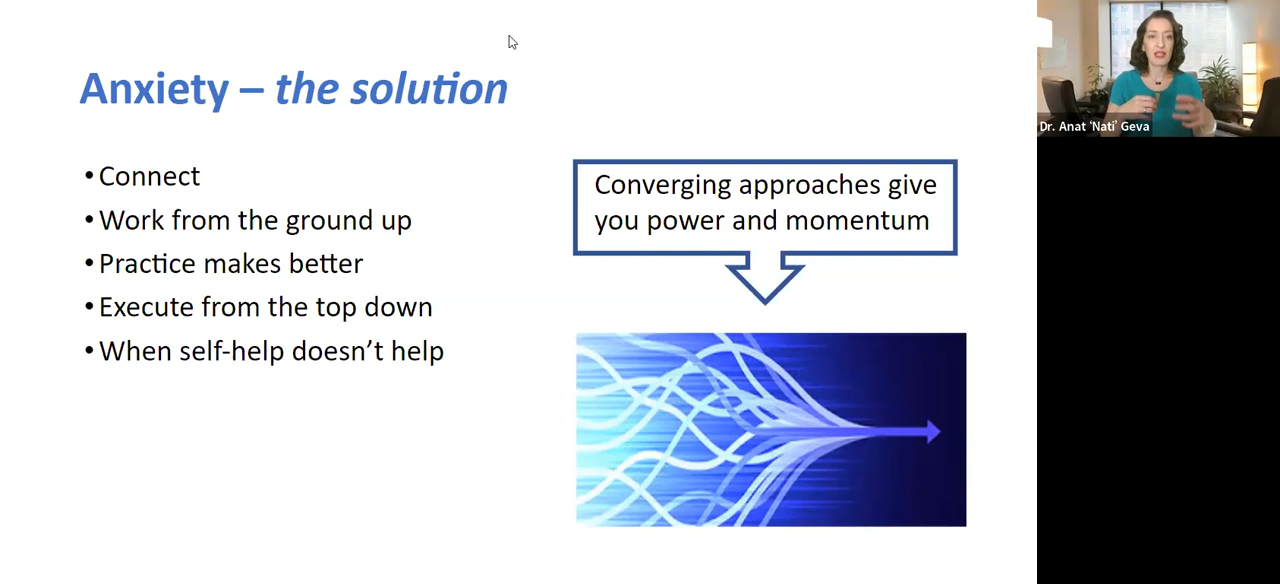 Anxiety – the solution
• Connect
• Work from the ground up
• Practice makes better
• Execute from the top down
• When self-help doesn’t help
Converging approaches give
you power and momentum
Dr. Anat ‘Nati’ Geva